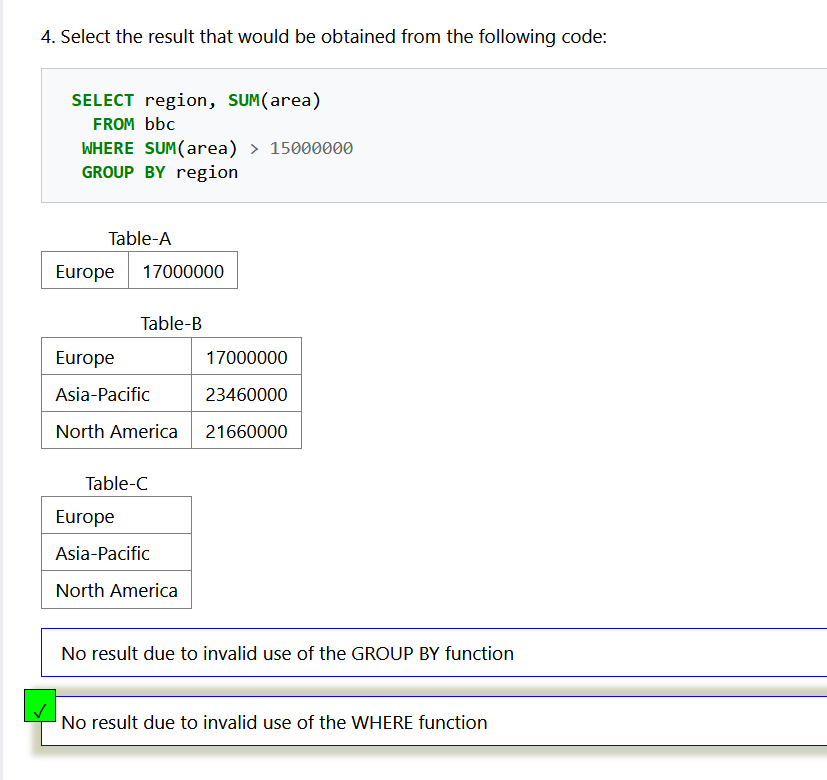 4. Select the result that would be obtained from the following code:
SELECT region, SUM(area)
FROM bbc
WHERE SUM(area) > 15000000
GROUP BY region
Table-A
Europe 17000000
Table-B
Europe 17000000
Asia-Pacific 23460000
North America 21660000
Table-C
Europe
Asia-Pacific
North America
No result due to invalid use of the GROUP BY function
✓ No result due to invalid use of the WHERE function